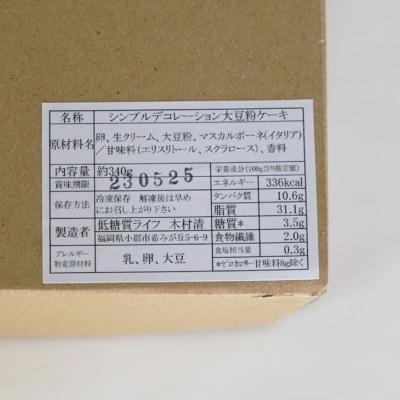 名称 シンプルデコレーション大豆粉ケーキ
原材料名 卵、生クリーム、大豆粉、マスカルポーネ(イタリア)
/甘味料(エリスリトール、スクラロース)、香料
内容量 約340g
賞味期限 230525
保存方法 冷凍保存 解凍後は早め
にお召し上がり下さい
製造者 低糖質ライフ 木村清
福岡県小郡市希みが丘5-6-9
アレルギー
特定原材料 乳、卵、大豆
栄養成分(100g当り推定値)
エネルギー 336kcal
タンパク質 10.6g
脂質 31.1g
糖質* 3.5g
食物繊維 2.0g
食塩相当量 0.3g
*ゼロカロリー甘味料8g除く